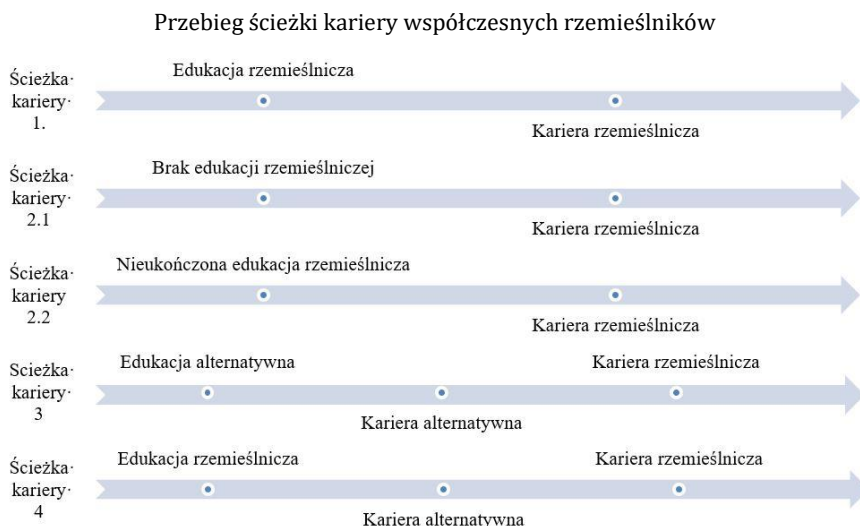 Przebieg ścieżki kariery współczesnych rzemieślników
Ścieżka·
kariery·
1.
Edukacja rzemieślnicza
Kariera rzemieślnicza
Ścieżka·
kariery·
2.1
Brak edukacji rzemieślniczej
Kariera rzemieślnicza
Ścieżka·
kariery
2.2
Nieukończona edukacja rzemieślnicza
Kariera rzemieślnicza
Scieżka·
kariery·
3
Edukacja alternatywna
Kariera alternatywna
Kariera rzemieślnicza
Ścieżka·
kariery·
4
Edukacja rzemieślnicza
Kariera alternatywna
Kariera rzemieślnicza